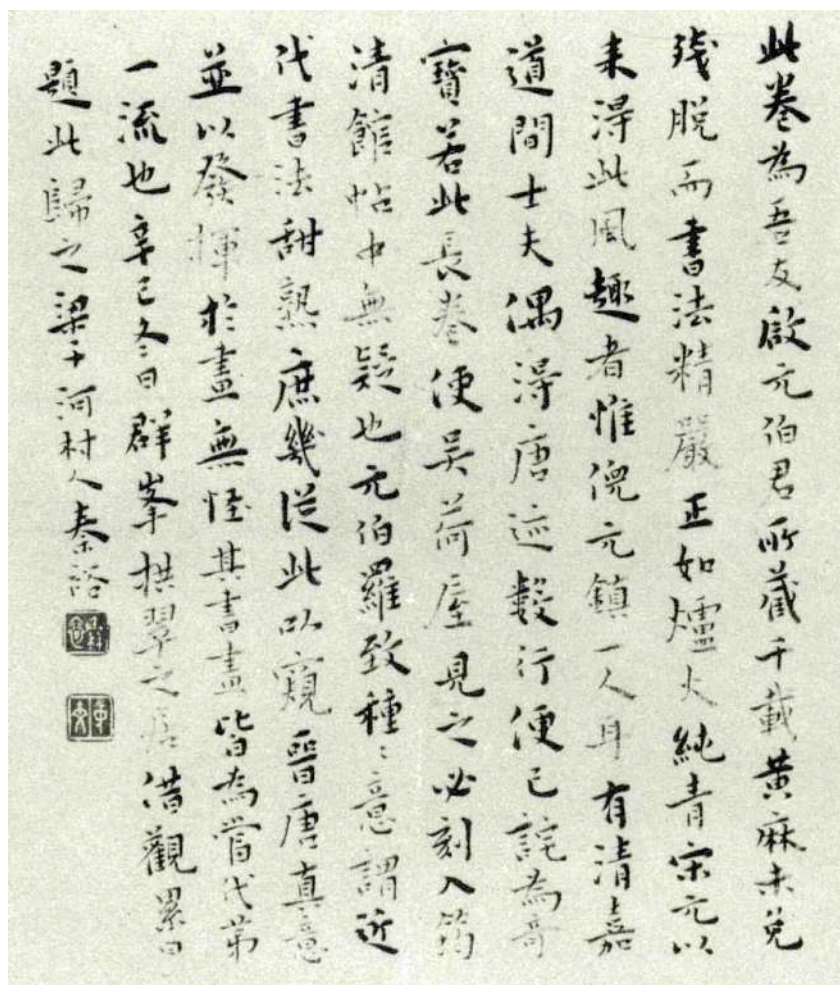 此卷為吾友啟元伯君所藏千載黃麻未免
殘脫而書法精嚴正如爐火純青宋元以
来得此風趣者惟倪元鎮一人耳有清嘉
道間士夫偶得唐迹數行便已詫為奇
寶若此長卷便吴荷屋見之必刻入筠
清館帖中無疑也元伯羅致種ミ意謂近
代書法甜熟庶幾從此以窺晉唐真意
並以發揮於畫無怪其書畫皆為當代第
一流也辛巳冬日群峯拱翠之居借觀累日
題此歸之梁子河村人秦裕